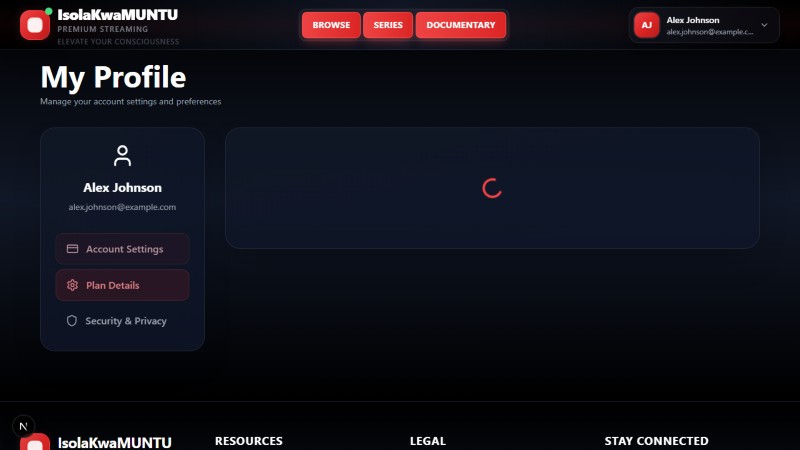 IsolaKwaMUNTU
PREMIUM STREAMING
ELEVATE YOUR CONSCIOUSNESS
BROWSE
SERIES
DOCUMENTARY
AJ
Alex Johnson
alex.johnson@example.c...
My Profile
Manage your account settings and preferences
Alex Johnson
alex.johnson@example.com
Account Settings
Plan Details
Security & Privacy
N
IsolaKwaMUNTU
RESOURCES
LEGAL
STAY CONNECTED